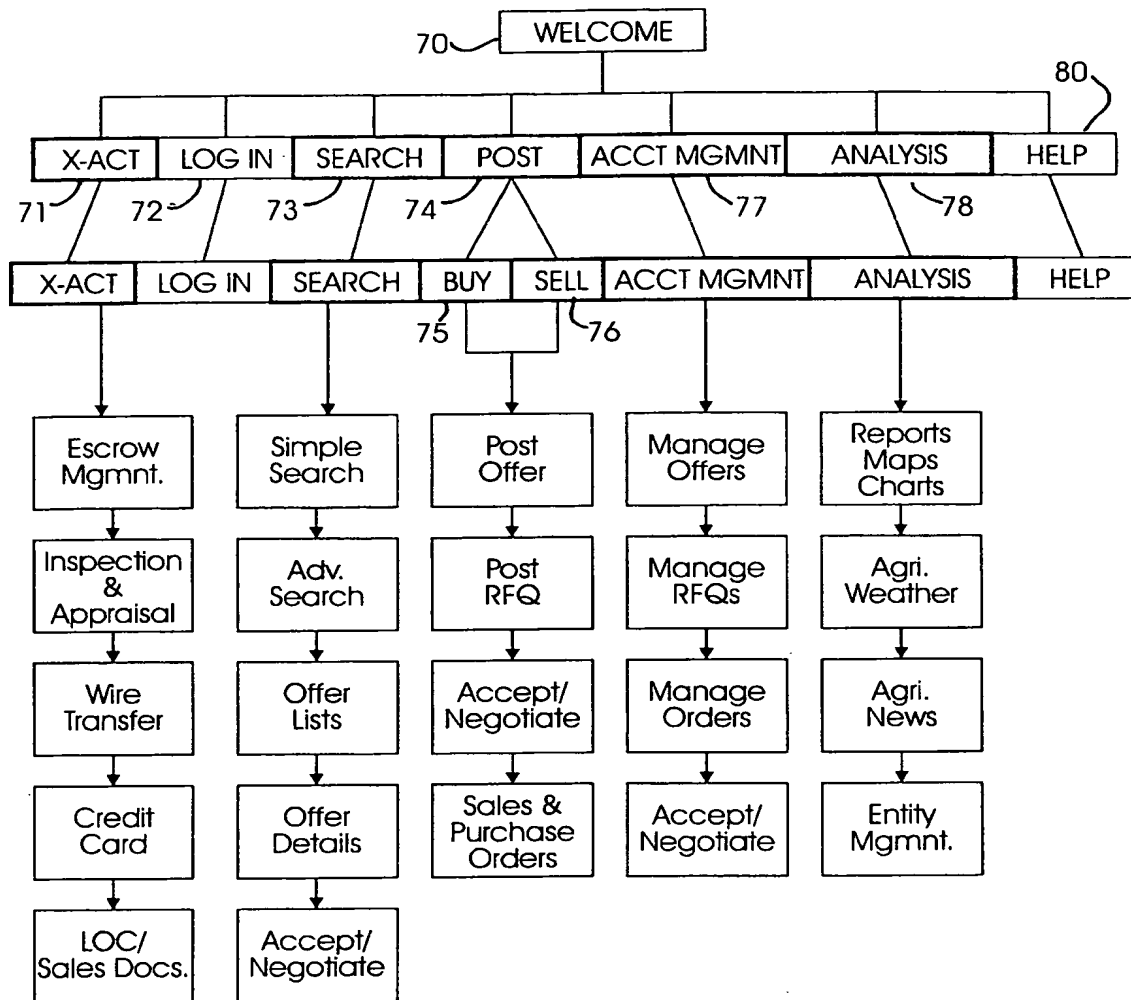 WELCOME
70
80
X-ACT
LOG IN
SEARCH
POST
ACCT MGMNT
ANALYSIS
HELP
71
72
73
74
77
78
X-ACT
LOG IN
SEARCH
BUY
SELL
ACCT MGMNT
ANALYSIS
HELP
75
76
Escrow
Mgmnt.
Inspection
&
Appraisal
Wire
Transfer
Credit
Card
LOC/
Sales Docs.
Simple
Search
Adv.
Search
Offer
Lists
Offer
Details
Accept/
Negotiate
Post
Offer
Post
RFQ
Accept/
Negotiate
Sales &
Purchase
Orders
Manage
Offers
Manage
RFQs
Manage
Orders
Accept/
Negotiate
Reports
Maps
Charts
Agri.
Weather
Agri.
News
Entity
Mgmnt.